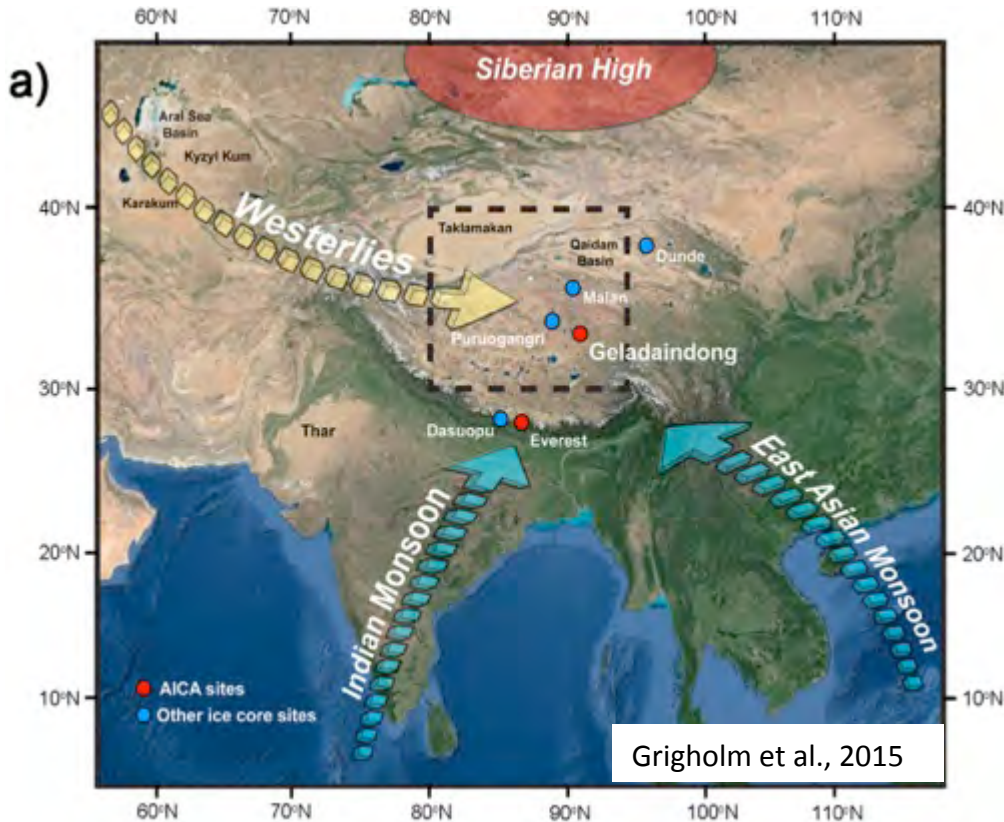 60°N 70°N 80°N 90°N 100°N 110°N
a)
Siberian High
Aral Sea
Basin
Kyzyl Kum
Karakum
40°N
40°N
Westerlies
Taklamakan
Qaidam
Basin
Dunde
Malan
Puruogangri
Geladaindong
30°N
30°N
Thar
Dasuopu
Everest
East Asian Monsoon
Indian Monsoon
20°N
20°N
AICA sites
Other ice core sites
10°N
10°N
Grigholm et al., 2015
60°N 70°N 80°N 90°N 100°N 110°N